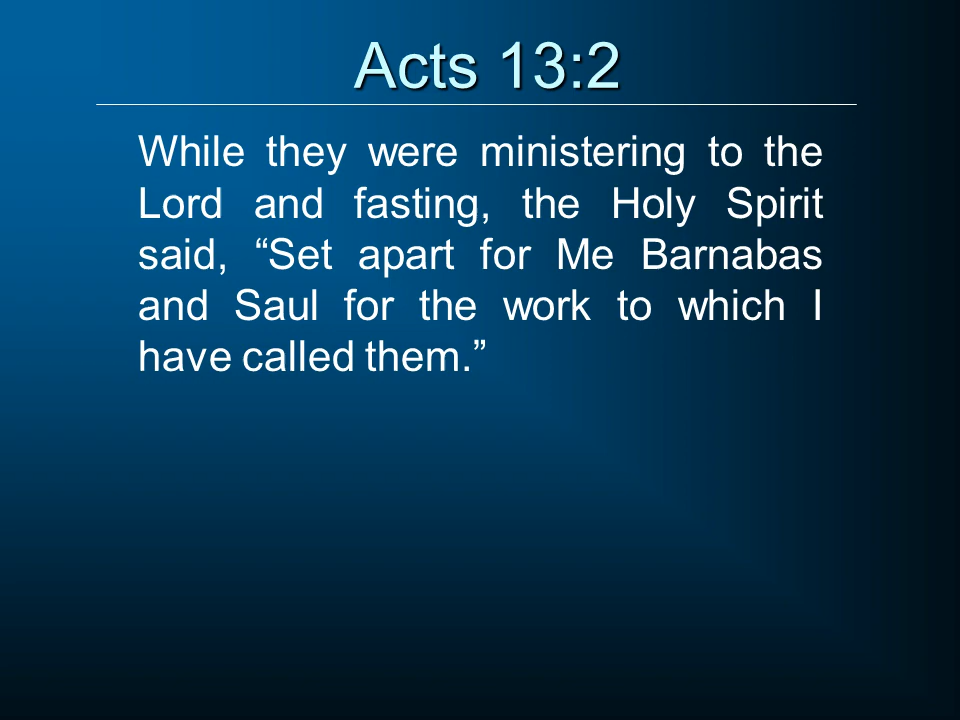 Acts 13:2
While they were ministering to the
Lord and fasting, the Holy Spirit
said, “Set apart for Me Barnabas
and Saul for the work to which I
have called them.”